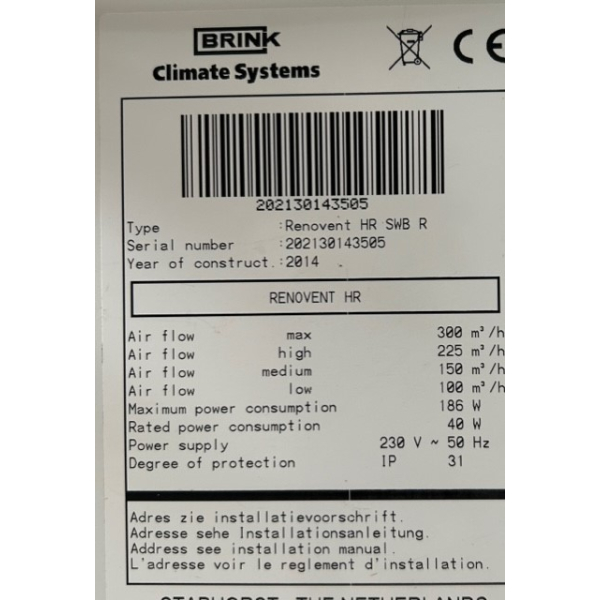 BRINK
Climate Systems
CE
202130143505
Type :Renovent HR SWB R
Serial number :202130143505
Year of construct.:2014
RENOVENT HR
Air flow max 300 m³/h
Air flow high 225 m³/h
Air flow medium 150 m³/h
Air flow low 100 m³/h
Maximum power consumption 186 W
Rated power consumption 40 W
Power supply 230 V ~ 50 Hz
Degree of protection IP 31
Adres zie installatievoorschrift.
Adresse sehe Installationsanleitung.
Address see installation manual.
L'adresse voir le reglement d'installation.
STAPHORST - THE NETHERLANDS